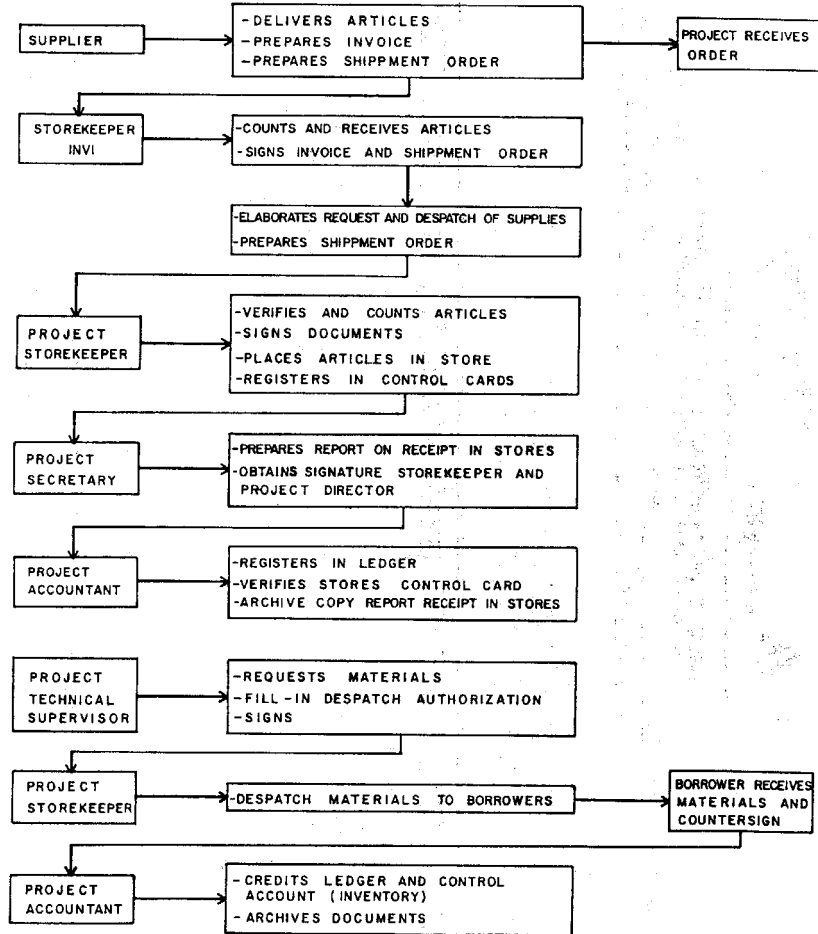 SUPPLIER
-DELIVERS ARTICLES
-PREPARES INVOICE
-PREPARES SHIPPMENT ORDER
PROJECT RECEIVES
ORDER
STOREKEEPER
INVI
-COUNTS AND RECEIVES ARTICLES
-SIGNS INVOICE AND SHIPPMENT ORDER
-ELABORATES REQUEST AND DESPATCH OF SUPPLIES
-PREPARES SHIPPMENT ORDER
PROJECT
STOREKEEPER
-VERIFIES AND COUNTS ARTICLES
-SIGNS DOCUMENTS
-PLACES ARTICLES IN STORE
-REGISTERS IN CONTROL CARDS
PROJECT
SECRETARY
-PREPARES REPORT ON RECEIPT IN STORES
-OBTAINS SIGNATURE STOREKEEPER AND
PROJECT DIRECTOR
PROJECT
ACCOUNTANT
-REGISTERS IN LEDGER
-VERIFIES STORES CONTROL CARD
-ARCHIVE COPY REPORT RECEIPT IN STORES
PROJECT
TECHNICAL
SUPERVISOR
-REQUESTS MATERIALS
-FILL-IN DESPATCH AUTHORIZATION
-SIGNS
PROJECT
STOREKEEPER
-DESPATCH MATERIALS TO BORROWERS
BORROWER RECEIVES
MATERIALS AND
COUNTERSIGN
PROJECT
ACCOUNTANT
- CREDITS LEDGER AND CONTROL
ACCOUNT (INVENTORY)
- ARCHIVES DOCUMENTS